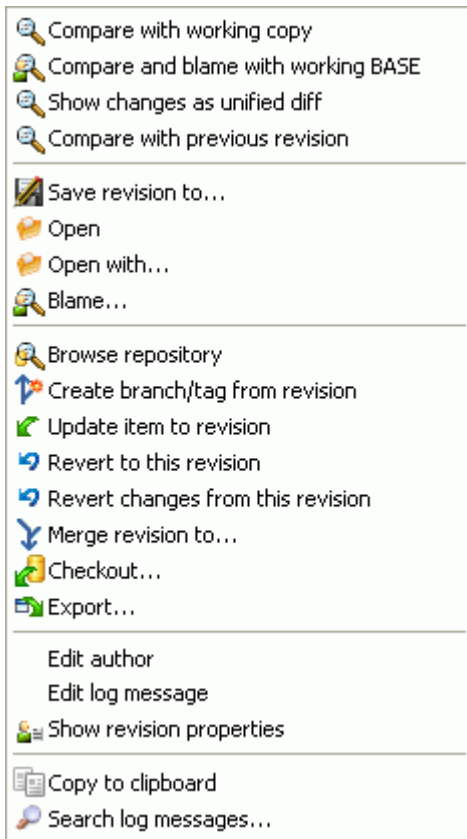 Compare with working copy
Compare and blame with working BASE
Show changes as unified diff
Compare with previous revision
Save revision to...
Open
Open with...
Blame...
Browse repository
Create branch/tag from revision
Update item to revision
Revert to this revision
Revert changes from this revision
Merge revision to...
Checkout...
Export...
Edit author
Edit log message
Show revision properties
Copy to clipboard
Search log messages...